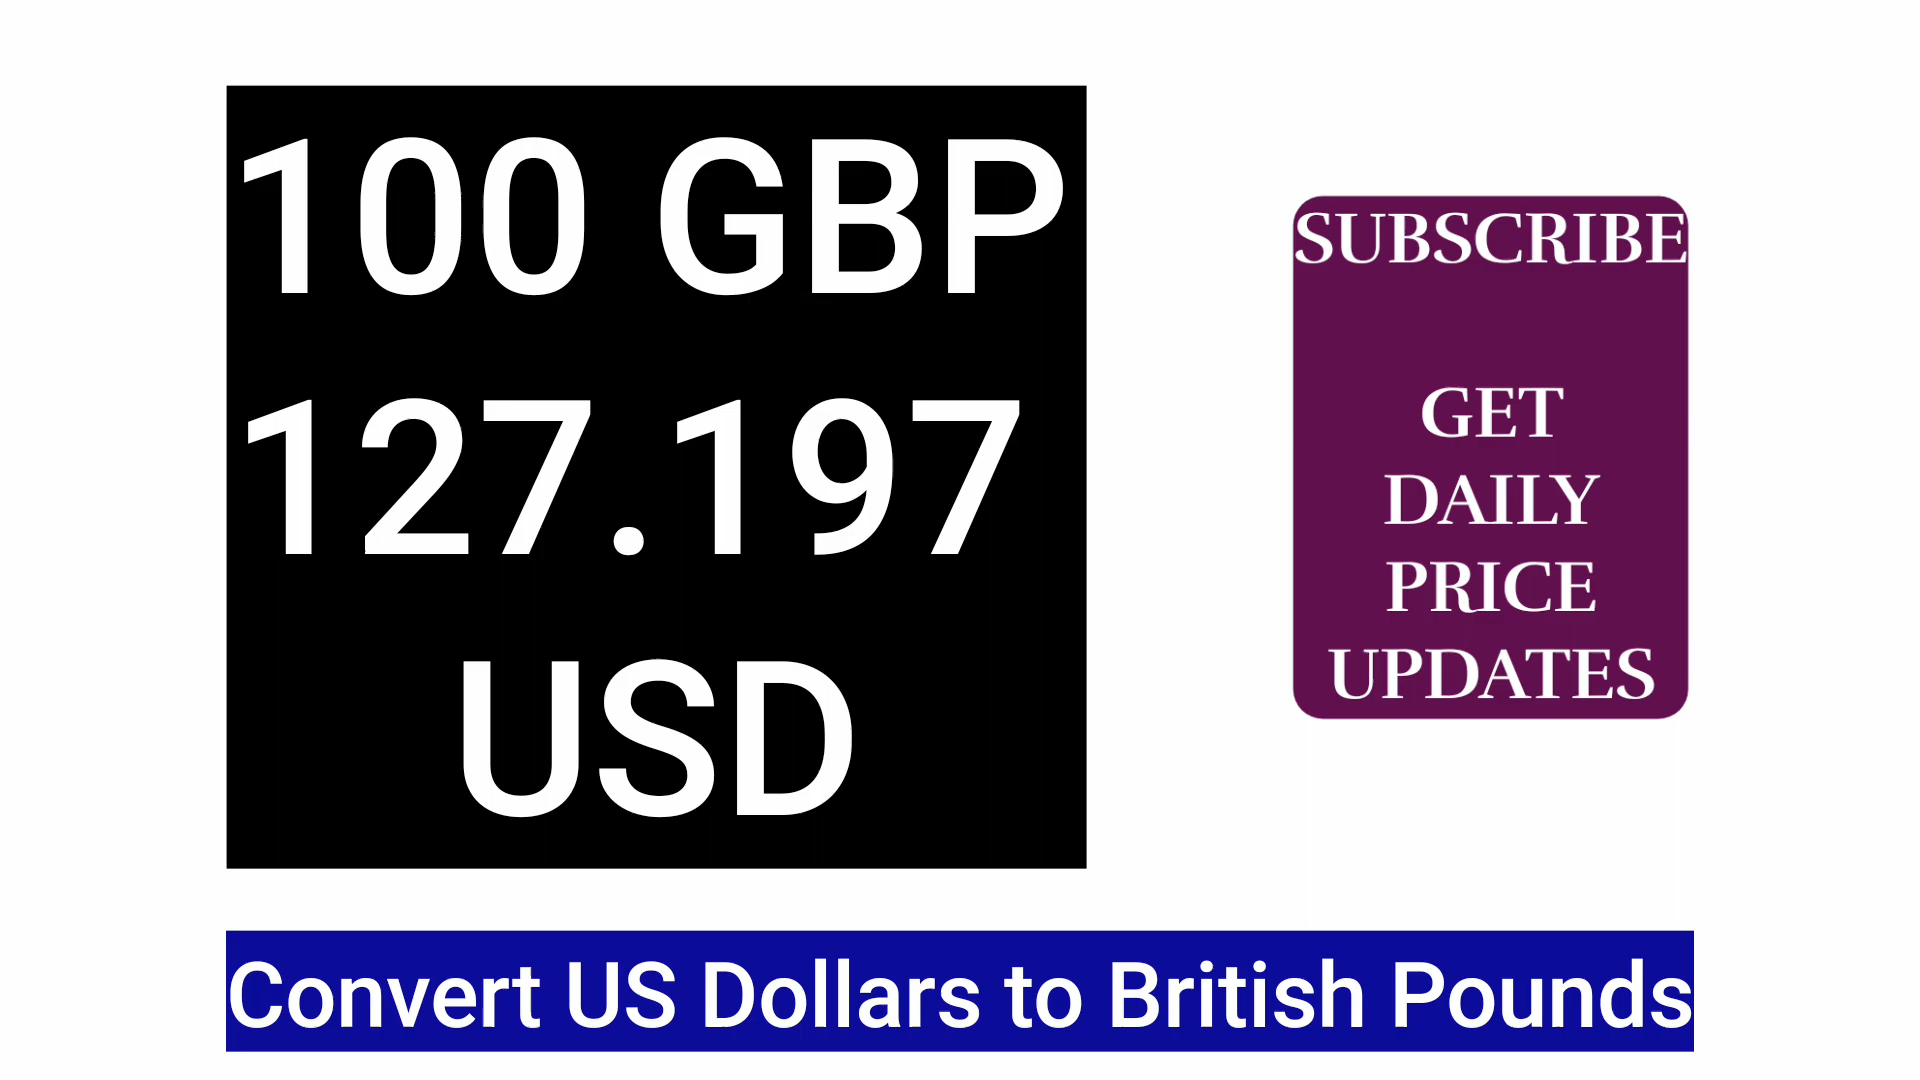 100 GBP
127.197
USD
SUBSCRIBE
GET
DAILY
PRICE
UPDATES
Convert US Dollars to British Pounds